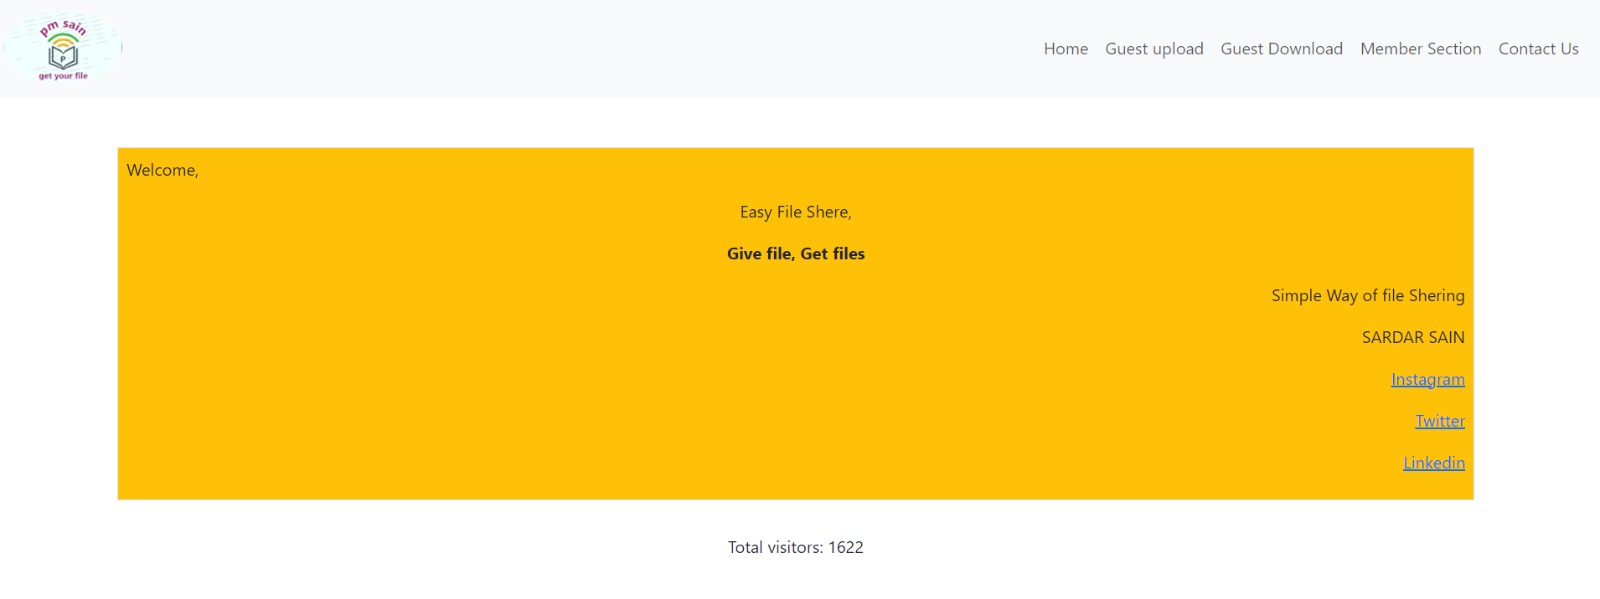 pm sain
P
get your file
Home Guest upload Guest Download Member Section Contact Us
Welcome,
Easy File Shere,
Give file, Get files
Simple Way of file Shering
SARDAR SAIN
Instagram
Twitter
Linkedin
Total visitors: 1622